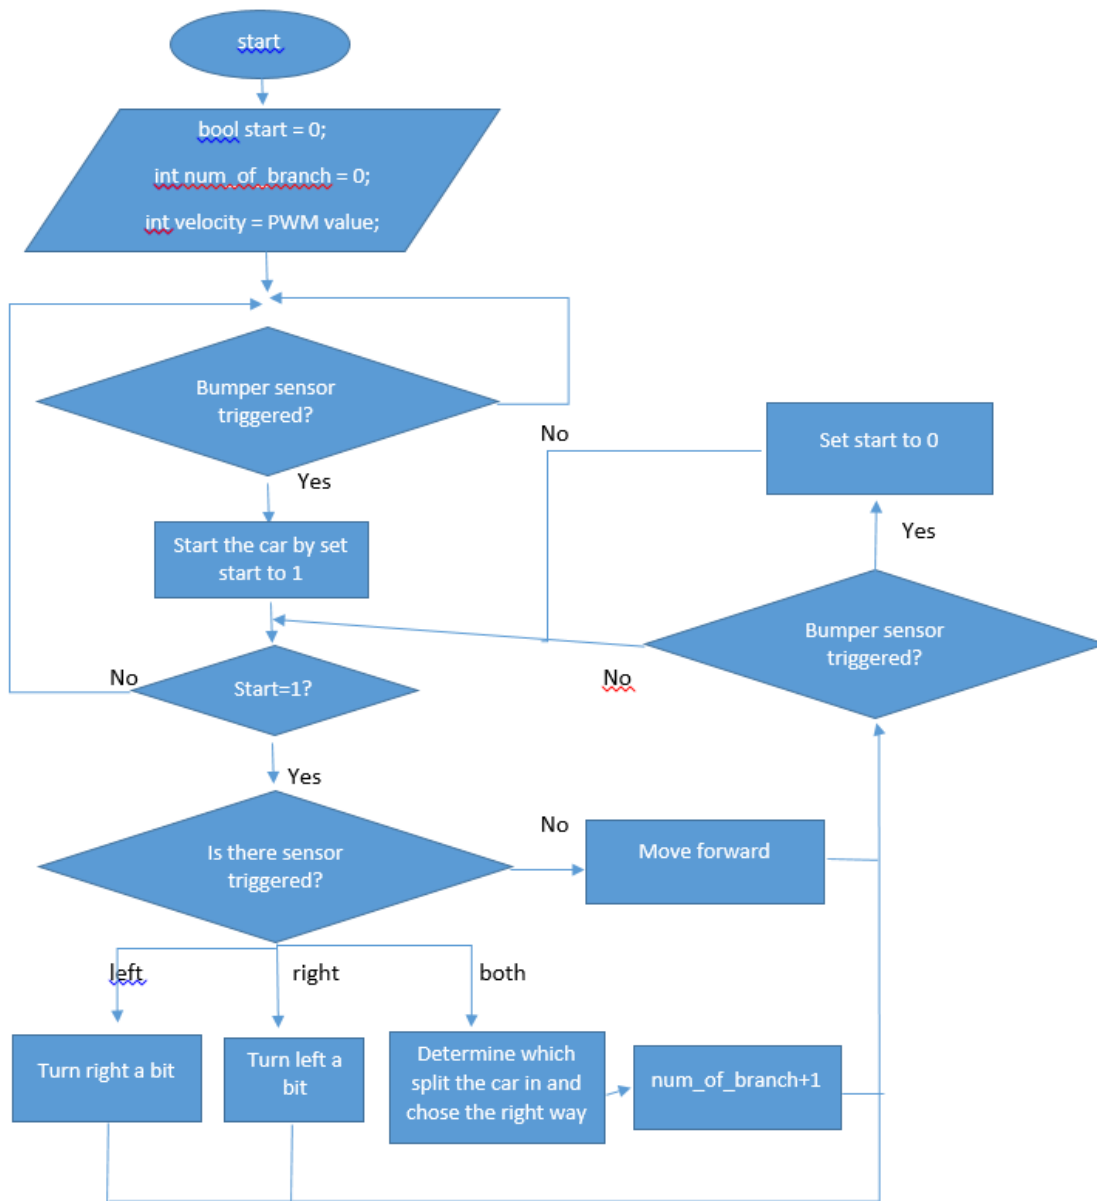 start
bool start = 0;
int num_of_branch = 0;
int velocity = PWM value;
Bumper sensor
triggered?
Yes
Start the car by set
start to 1
No
Start=1?
Yes
Is there sensor
triggered?
No
Move forward
left
right
both
Turn right a bit
Turn left a
bit
Determine which
split the car in and
chose the right way
num_of_branch+1
Bumper sensor
triggered?
No
Yes
Set start to 0
No